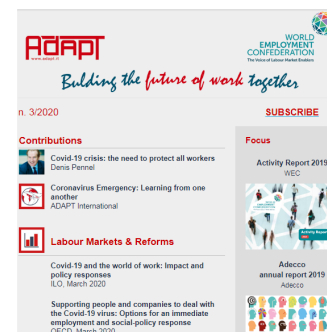 ADAPT
www.adapt.it
WORLD
EMPLOYMENT
CONFEDERATION
The Voice of Labour Market Enablers
Bulding the future of work together
n. 3/2020
SUBSCRIBE
Contributions
Covid-19 crisis: the need to protect all workers
Denis Pennel
Coronavirus Emergency: Learning from one
another
ADAPT International
Labour Markets & Reforms
Covid-19 and the world of work: Impact and
policy responses
ILO, March 2020
Supporting people and companies to deal with
the Covid-19 virus: Options for an immediate
employment and social-policy response
OECD, March 2020
Focus
Activity Report 2019
WEC
Activity Report
Adecco
annual report 2019
Adecco